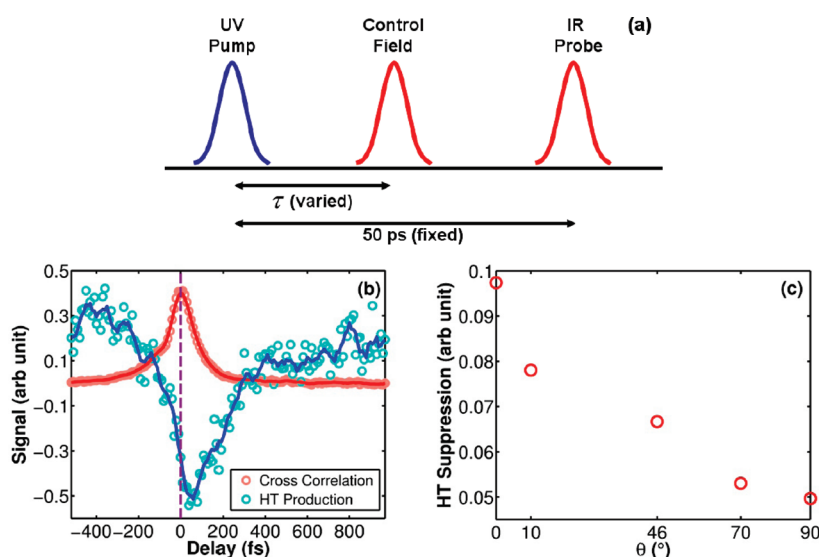 UV Pump
Control Field
IR Probe
(a)
τ (varied)
50 ps (fixed)
(b)
Signal (arb unit)
0.5
0.3
0.1
−0.1
−0.3
−0.5
−400 −200 0 200 400 600 800
Delay (fs)
Cross Correlation
HT Production
(c)
HT Suppression (arb unit)
0.1
0.09
0.08
0.07
0.06
0.05
0 10 46 70 90
θ (°)